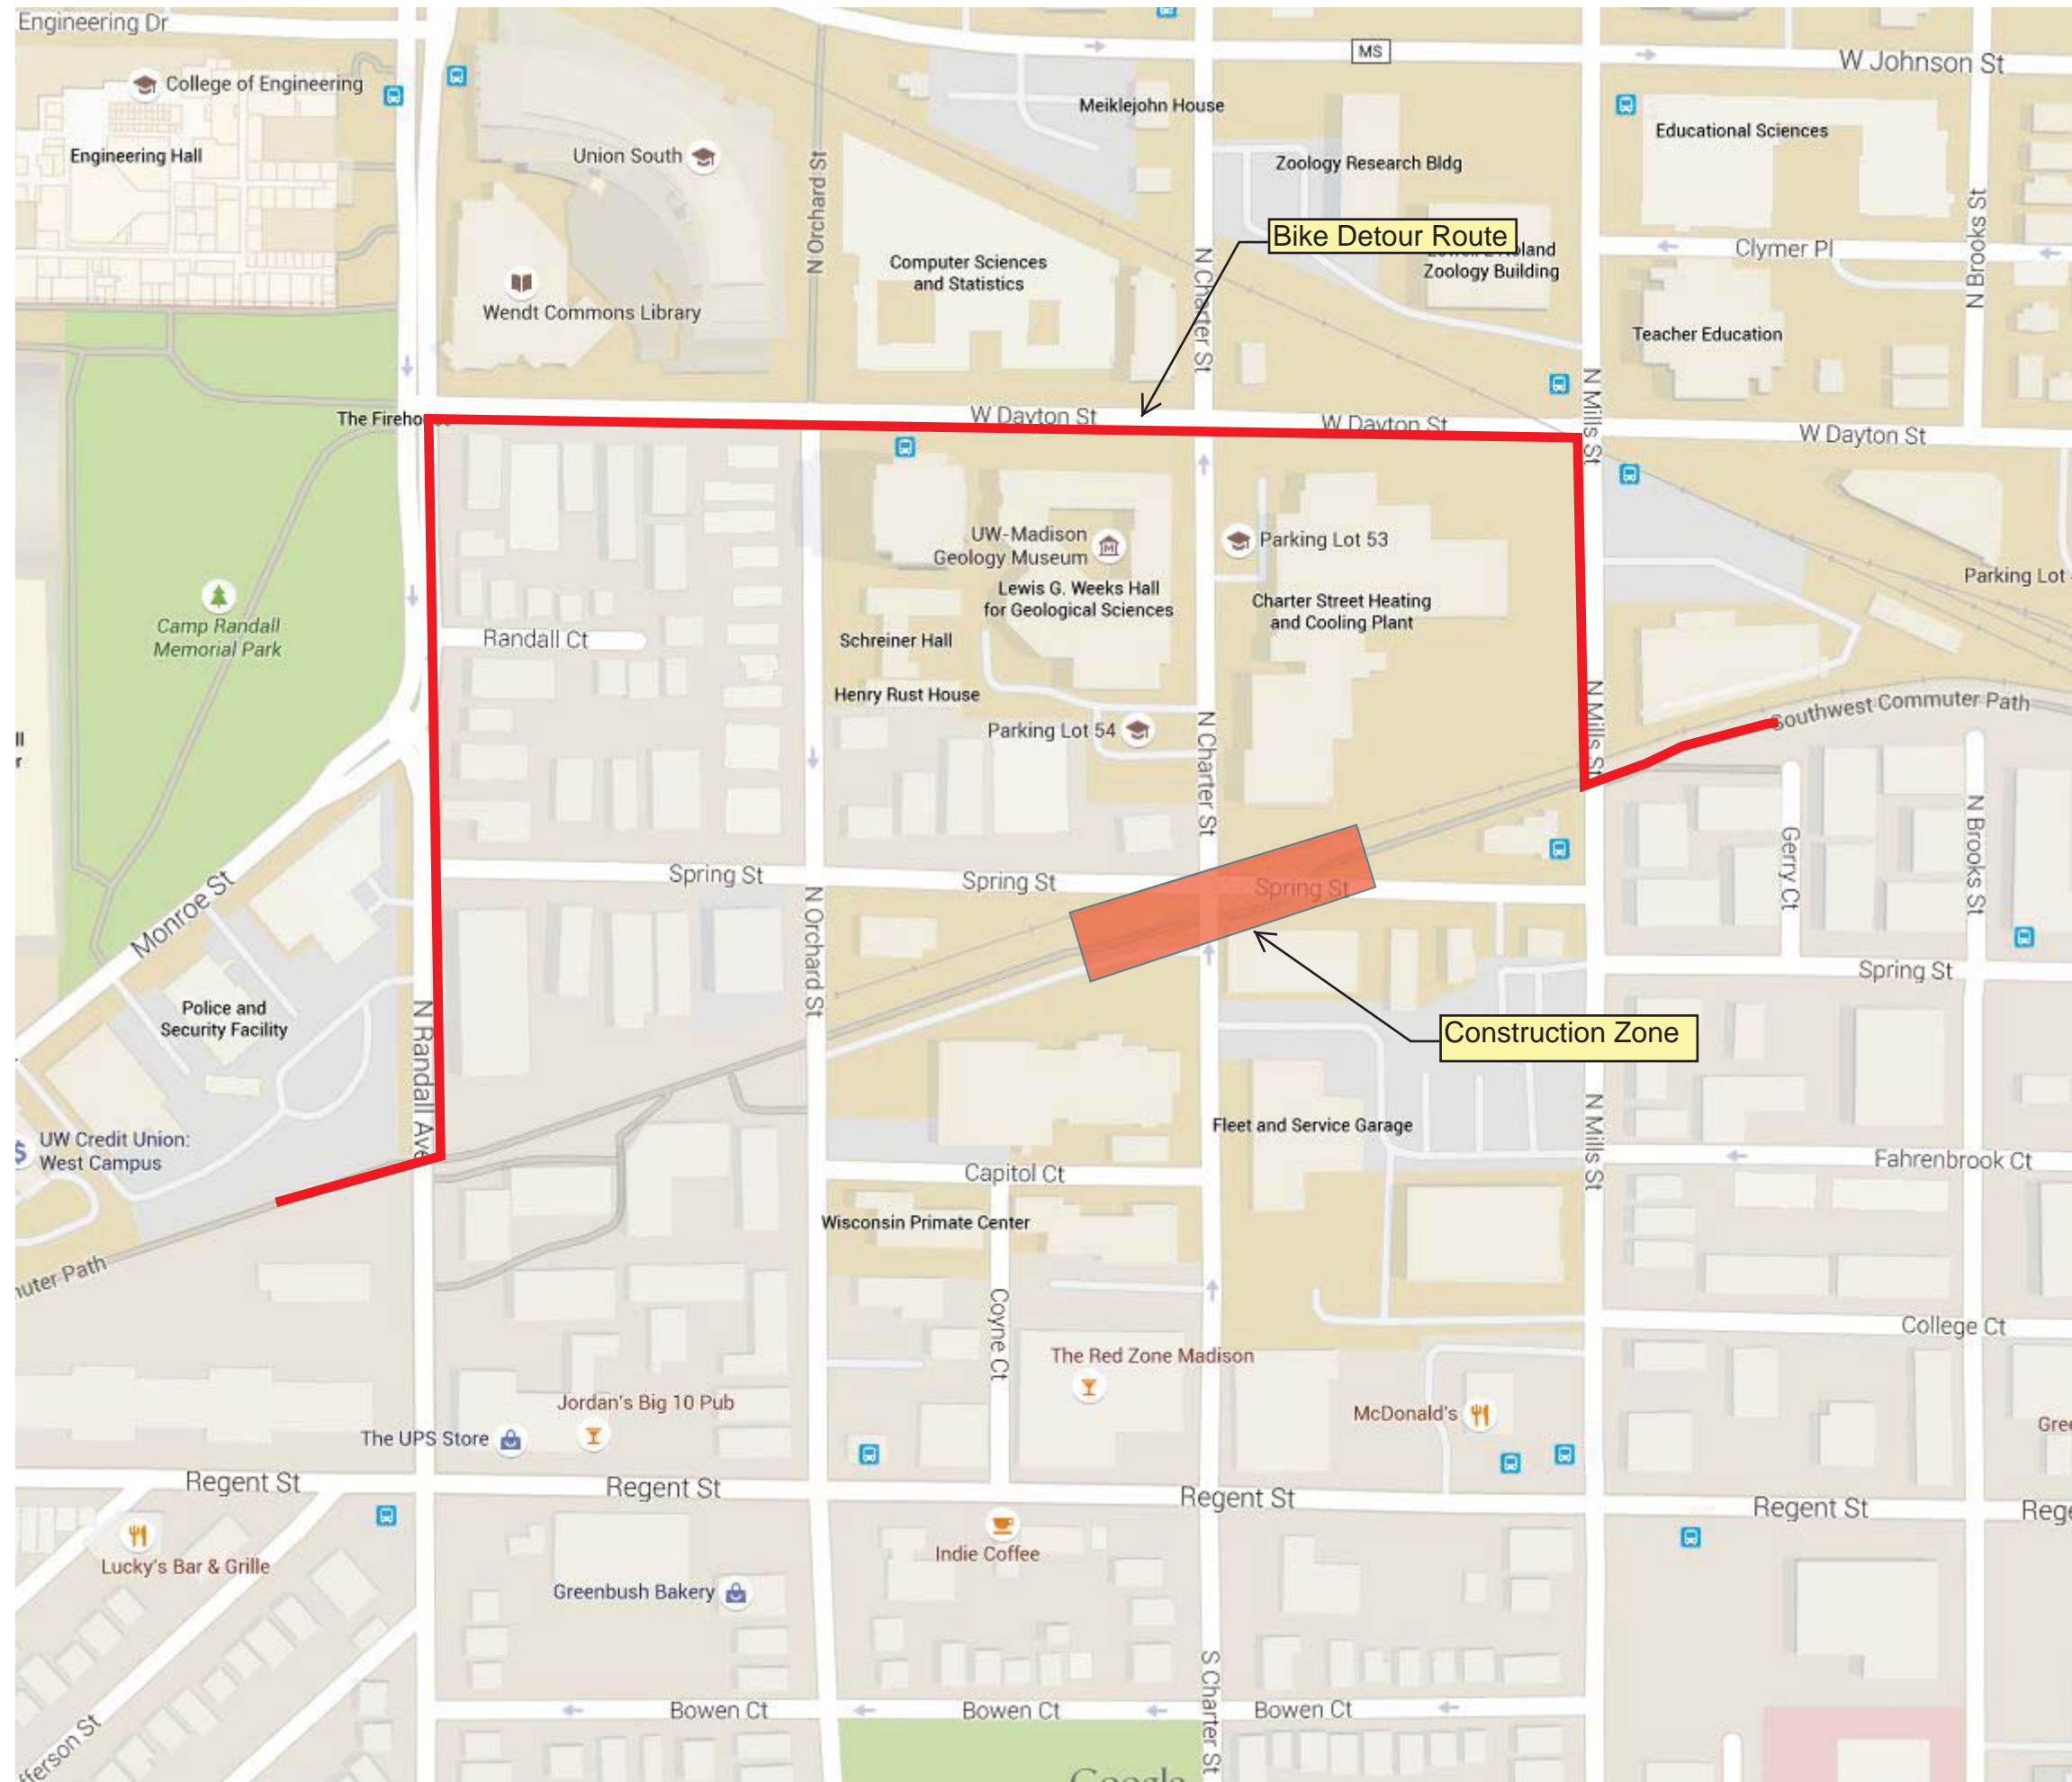 Engineering Dr
MS
W Johnson St
College of Engineering
Meiklejohn House
Educational Sciences
Engineering Hall
Union South
Zoology Research Bldg
N Orchard St
N Brooks St
Bike Detour Route
Clymer Pl
Computer Sciences
and Statistics
N Charter St
Zoology Building
Wendt Commons Library
Teacher Education
N Mills St
W Dayton St
W Dayton St
W Dayton St
UW-Madison
Geology Museum
Parking Lot 53
Parking Lot
Lewis G. Weeks Hall
for Geological Sciences
Charter Street Heating
and Cooling Plant
Camp Randall
Memorial Park
Randall Ct
Schreiner Hall
Henry Rust House
N Mills St
Southwest Commuter Path
Parking Lot 54
N Charter St
N Brooks St
Gerry Ct
Spring St
Spring St
Spring St
Monroe St
N Orchard St
Spring St
Police and
Security Facility
N Randall Ave
Construction Zone
UW Credit Union:
West Campus
Fleet and Service Garage
N Mills St
Fahrenbrook Ct
Capitol Ct
Wisconsin Primate Center
Path
Coyne Ct
College Ct
The Red Zone Madison
Jordan's Big 10 Pub
McDonald's
The UPS Store
Regent St
Regent St
Regent St
Regent St
Lucky's Bar & Grille
Indie Coffee
Greenbush Bakery
S Charter St
Bowen Ct
Bowen Ct
Bowen Ct
Google